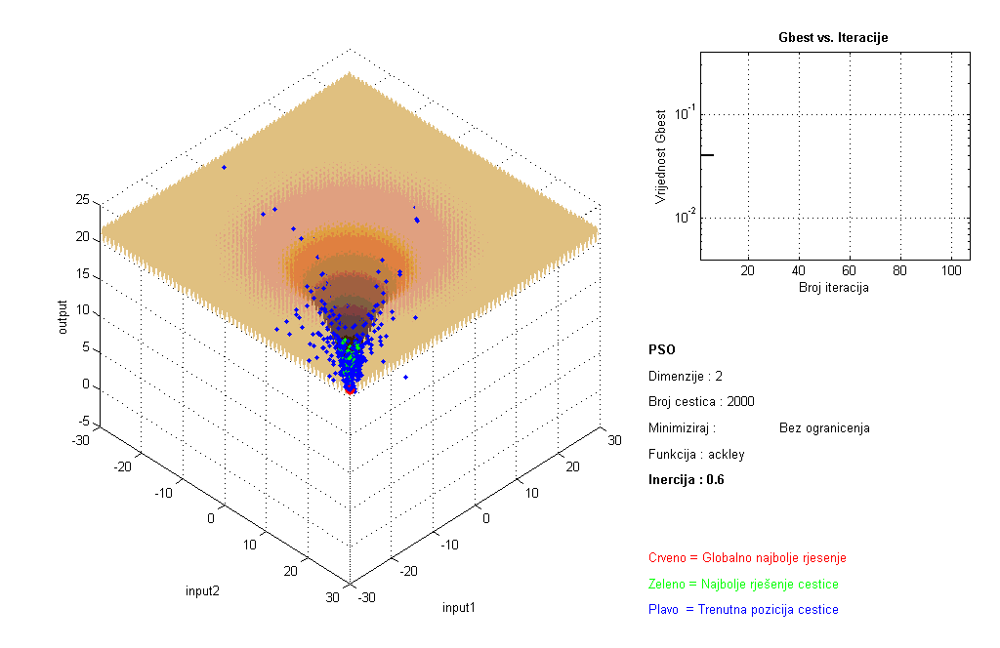 25
20
15
10
5
0
-5
output
-30
-20
-10
0
10
20
30
input2
-30
-20
-10
0
10
20
30
input1
Gbest vs. Iteracije
Vrijednost Gbest
10^-1
10^-2
20 40 60 80 100
Broj iteracija
PSO
Dimenzije : 2
Broj cestica : 2000
Minimiziraj : Bez ogranicenja
Funkcija : ackley
Inercija : 0.6
Crveno = Globalno najbolje rjesenje
Zeleno = Najbolje rješenje cestice
Plavo = Trenutna pozicija cestice